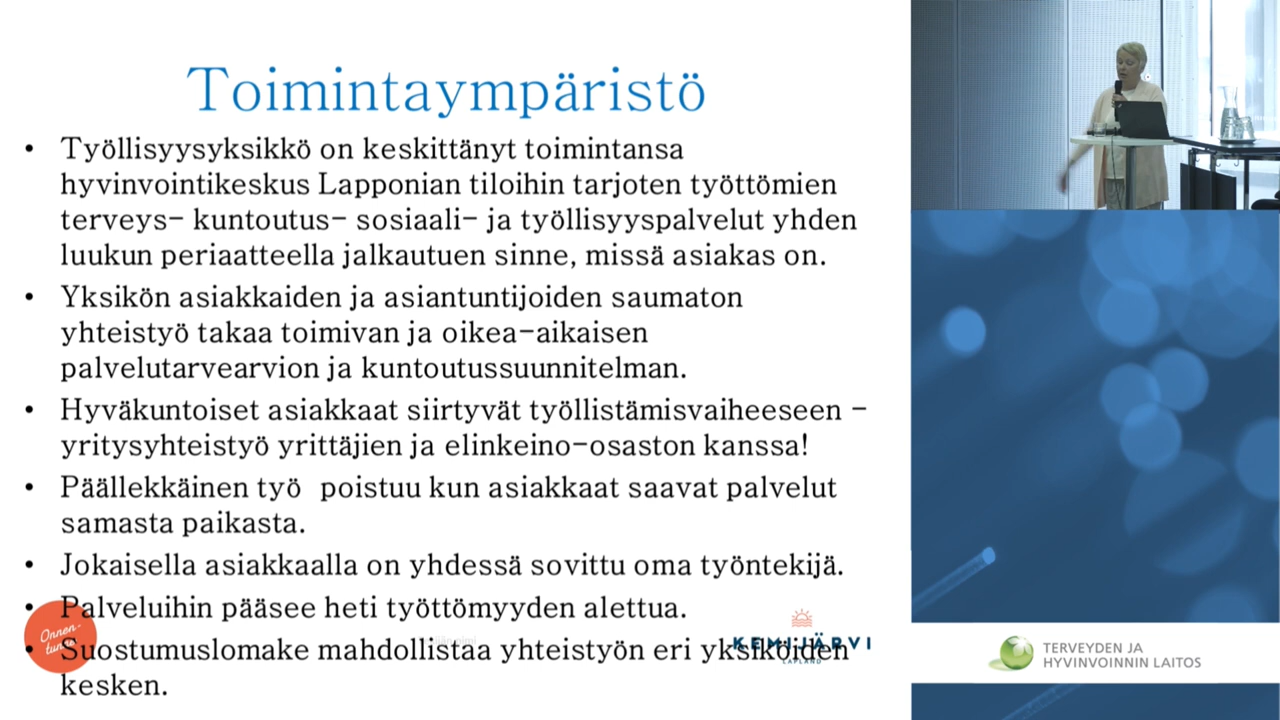 Toimintaympäristö
• Työllisyysyksikkö on keskittänyt toimintansa
hyvinvointikeskus Lapponian tiloihin tarjoten työttömien
terveys- kuntoutus- sosiaali- ja työllisyyspalvelut yhden
luukun periaatteella jalkautuen sinne, missä asiakas on.
• Yksikön asiakkaiden ja asiantuntijoiden saumaton
yhteistyö takaa toimivan ja oikea-aikaisen
palvelutarvearvion ja kuntoutussuunnitelman.
• Hyväkuntoiset asiakkaat siirtyvät työllistämisvaiheeseen -
yritysyhteistyö yrittäjien ja elinkeino-osaston kanssa!
• Päällekkäinen työ poistuu kun asiakkaat saavat palvelut
samasta paikasta.
• Jokaisella asiakkaalla on yhdessä sovittu oma työntekijä.
• Palveluihin pääsee heti työttömyyden alettua.
• Suostumuslomake mahdollistaa yhteistyön eri yksiköiden
kesken.
Onnen-
KEMIJÄRVI
LAPLAND
TERVEYDEN JA
HYVINVOINNIN LAITOS